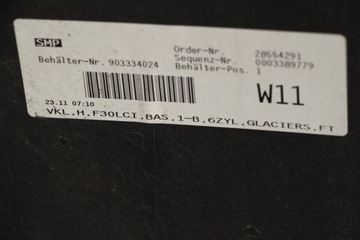 SMP
Order-Nr. 28664291
Behälter-Nr. 903334024 Sequenz-Nr. 0003389779
Behälter-Pos. 1
W11
23.11 07:10
VKL,H,F30LCI,BAS,1-B,6ZYL,GLACIERS,FT